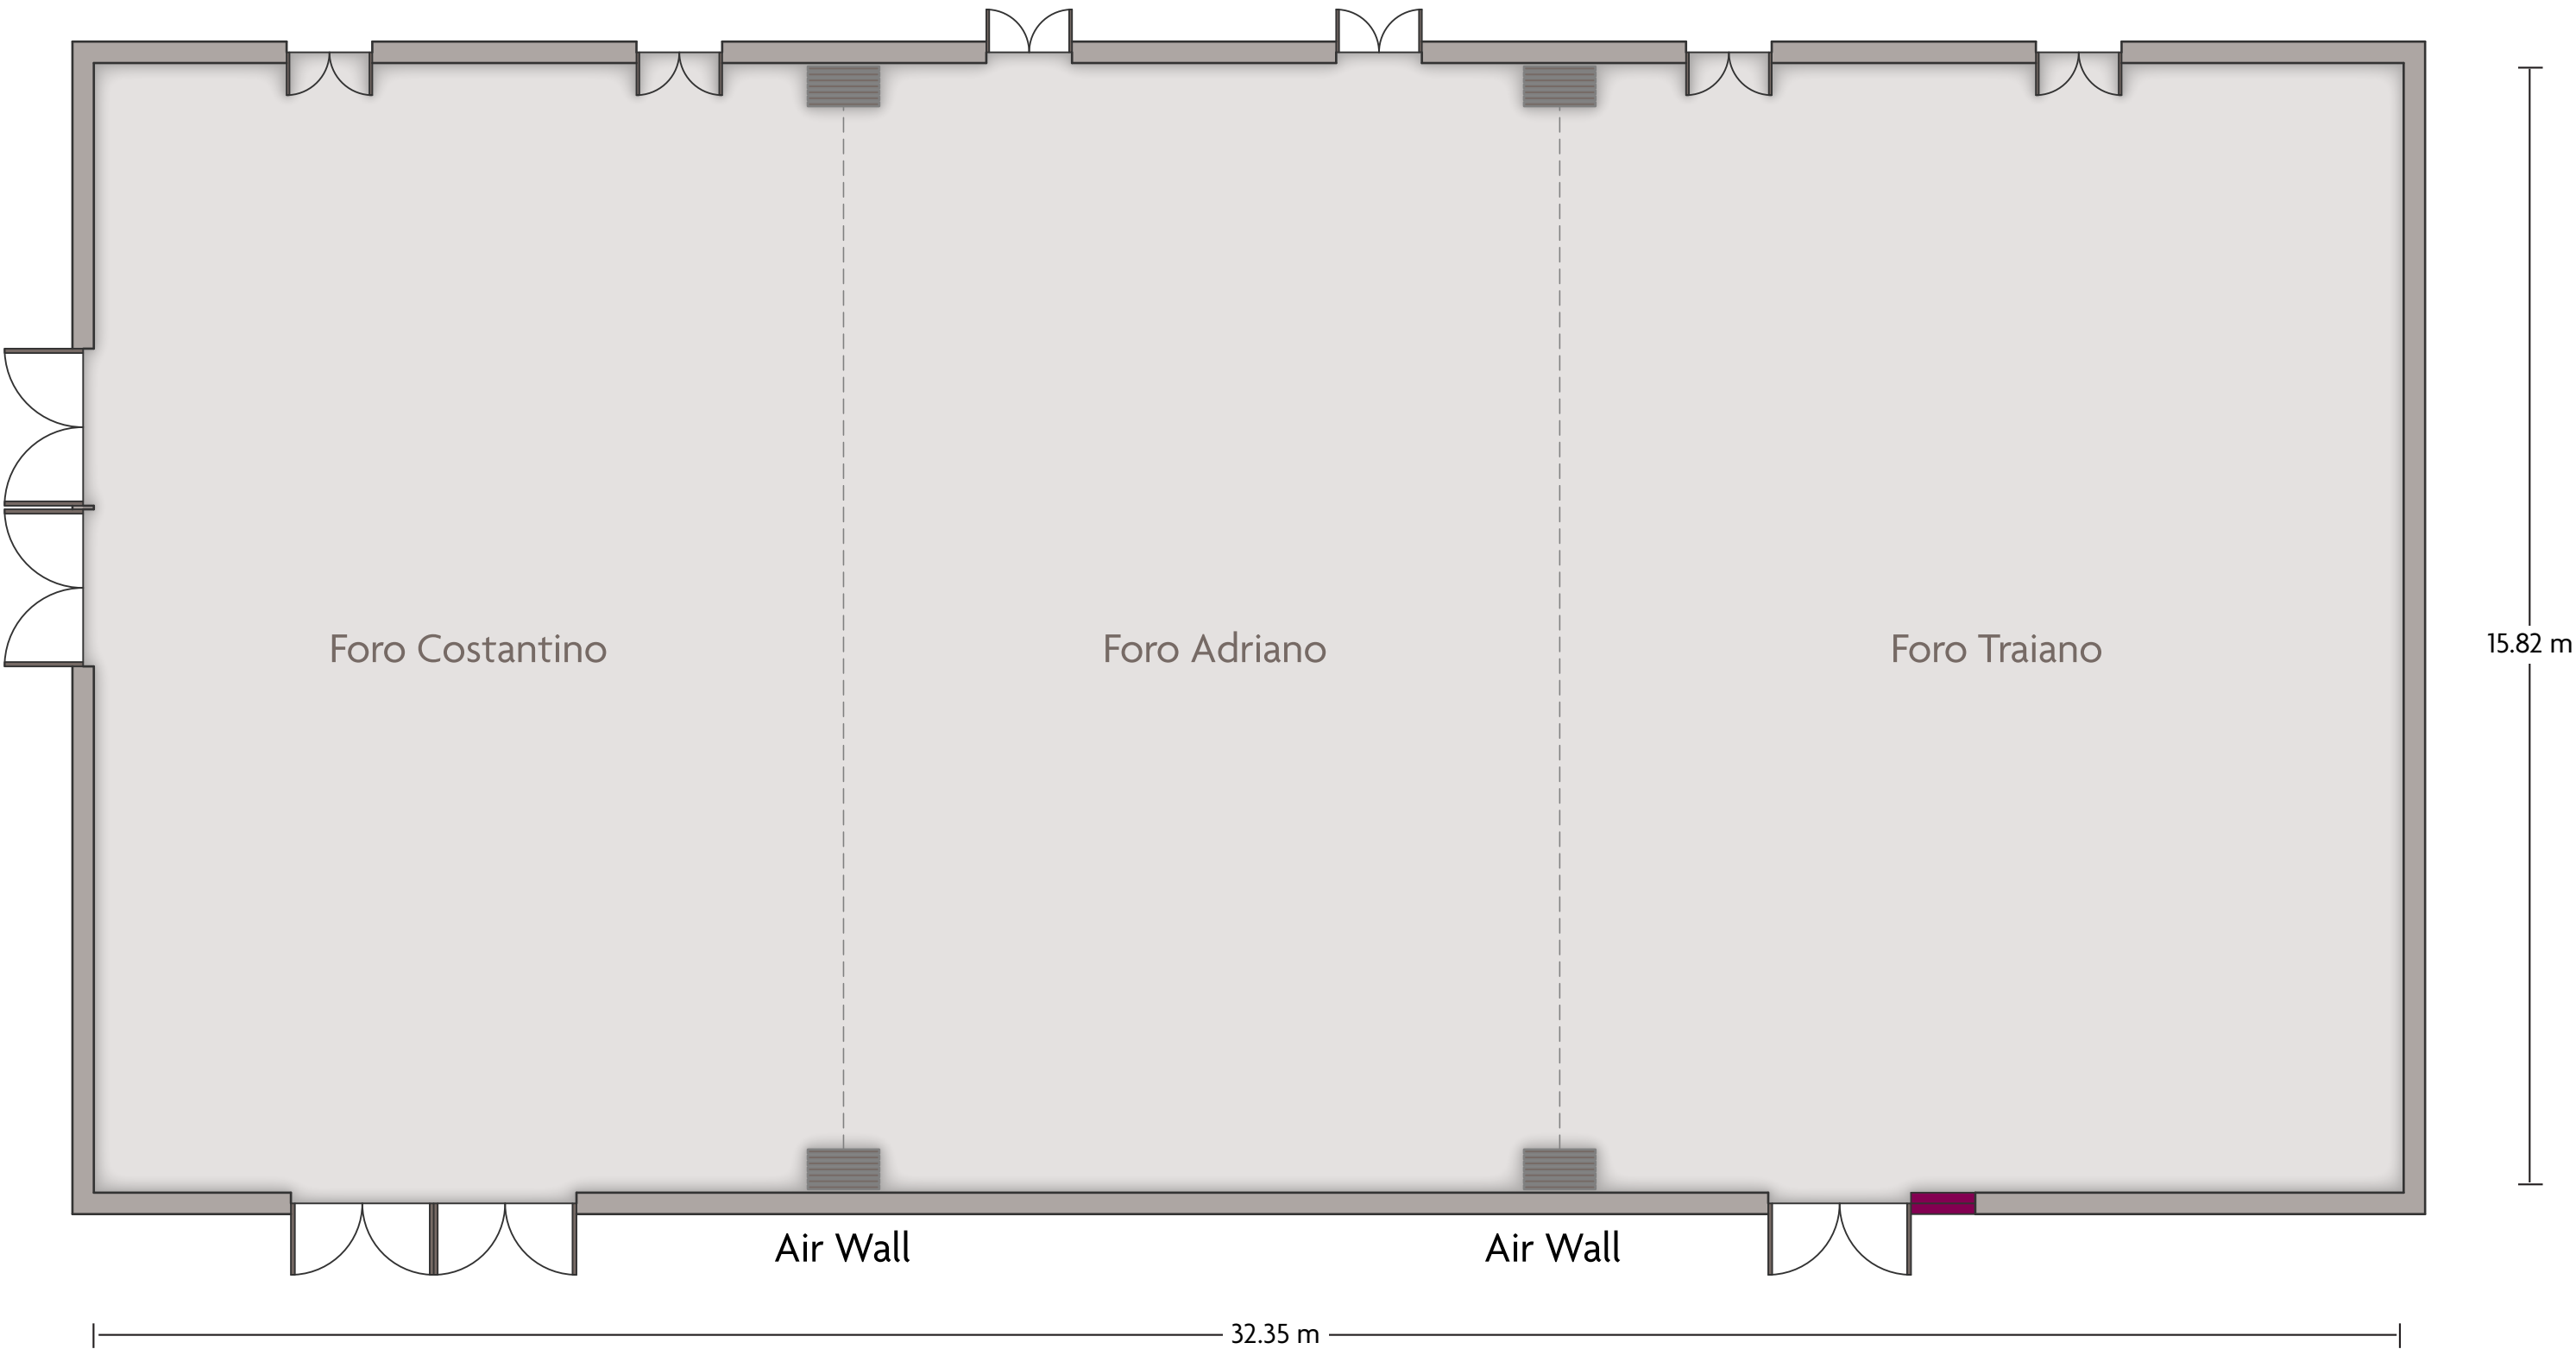 Foro Costantino
Foro Adriano
Foro Traiano
15.82 m
Air Wall
Air Wall
32.35 m